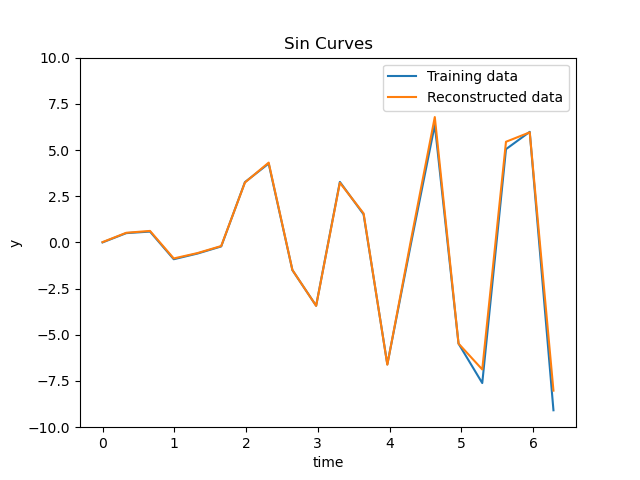 Sin Curves
Training data
Reconstructed data
y
10.0
7.5
5.0
2.5
0.0
−2.5
−5.0
−7.5
−10.0
0 1 2 3 4 5 6
time